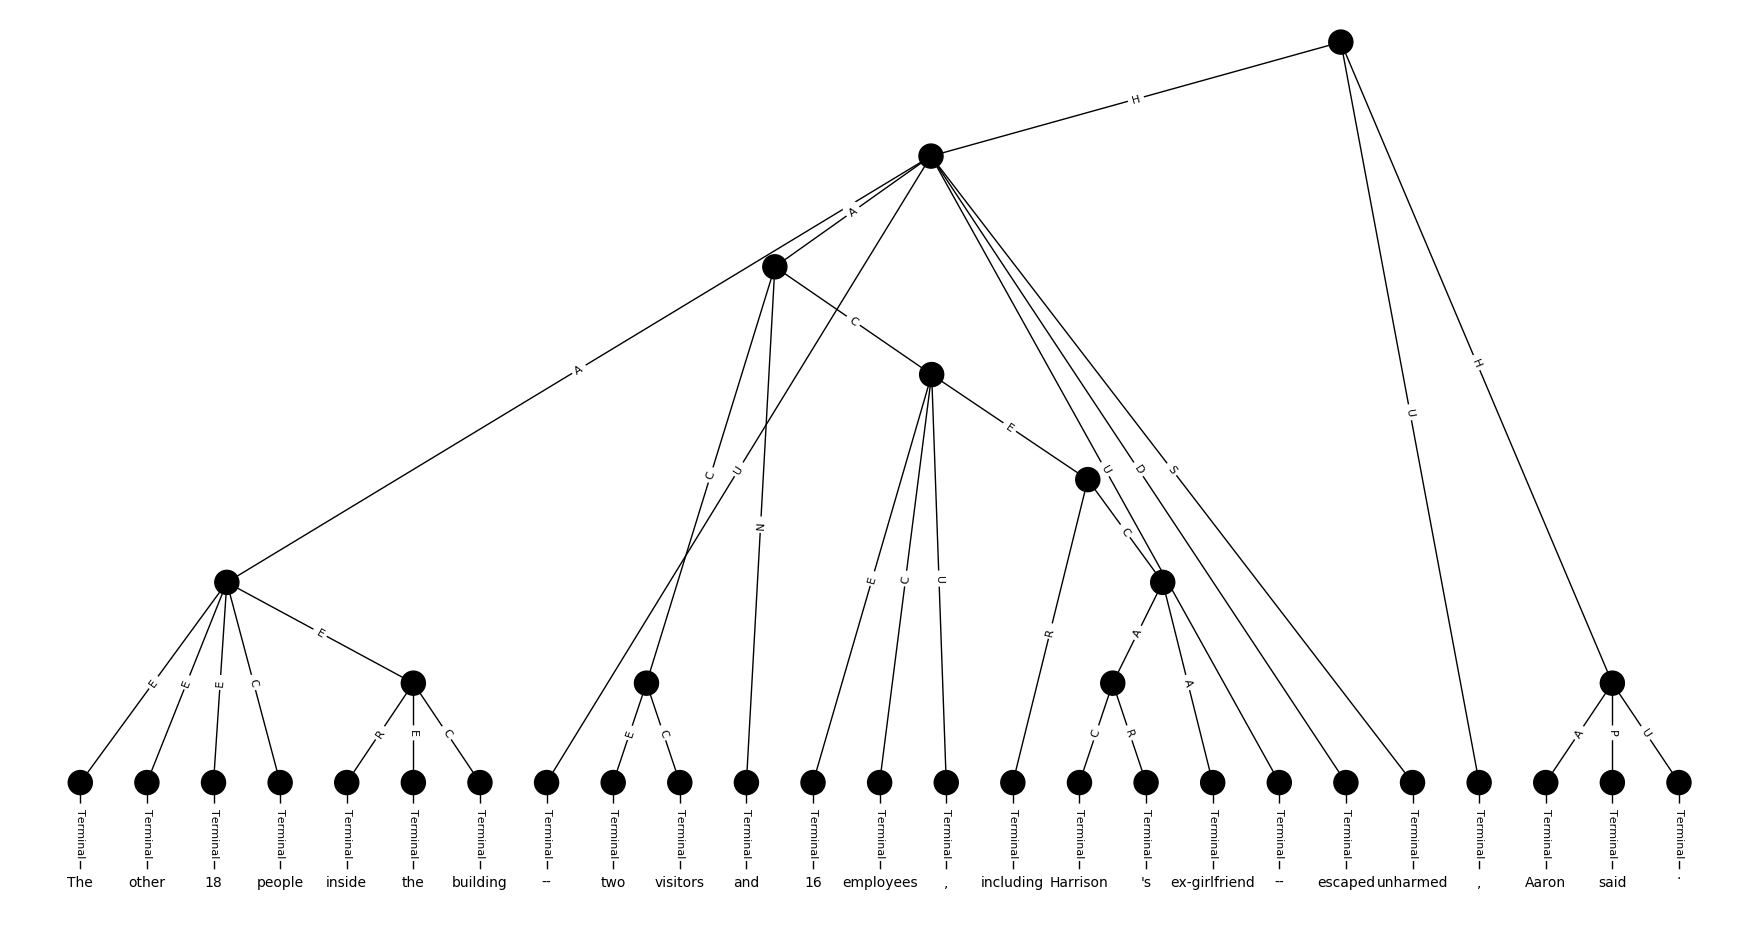 H
A
A
C
A
H
U
E
C
U
N
U
D
S
E
C
U
C
E
R
A
E
E
E
C
A
R
E
C
E
C
C
R
A
P
U
Terminal Terminal Terminal Terminal Terminal Terminal Terminal Terminal Terminal Terminal Terminal Terminal Terminal Terminal Terminal Terminal Terminal Terminal Terminal Terminal Terminal Terminal Terminal Terminal Terminal
The other 18 people inside the building -- two visitors and 16 employees , including Harrison 's ex-girlfriend -- escaped unharmed , Aaron said .